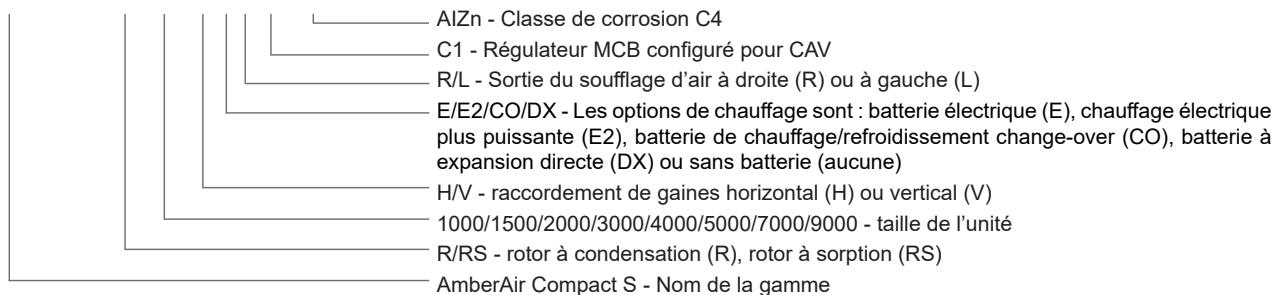 AlZn - Classe de corrosion C4
C1 - Régulateur MCB configuré pour CAV
R/L - Sortie du soufflage d’air à droite (R) ou à gauche (L)
E/E2/CO/DX - Les options de chauffage sont : batterie électrique (E), chauffage électrique
plus puissante (E2), batterie de chauffage/refroidissement change-over (CO), batterie à
expansion directe (DX) ou sans batterie (aucune)
H/V - raccordement de gaines horizontal (H) ou vertical (V)
1000/1500/2000/3000/4000/5000/7000/9000 - taille de l’unité
R/RS - rotor à condensation (R), rotor à sorption (RS)
AmberAir Compact S - Nom de la gamme